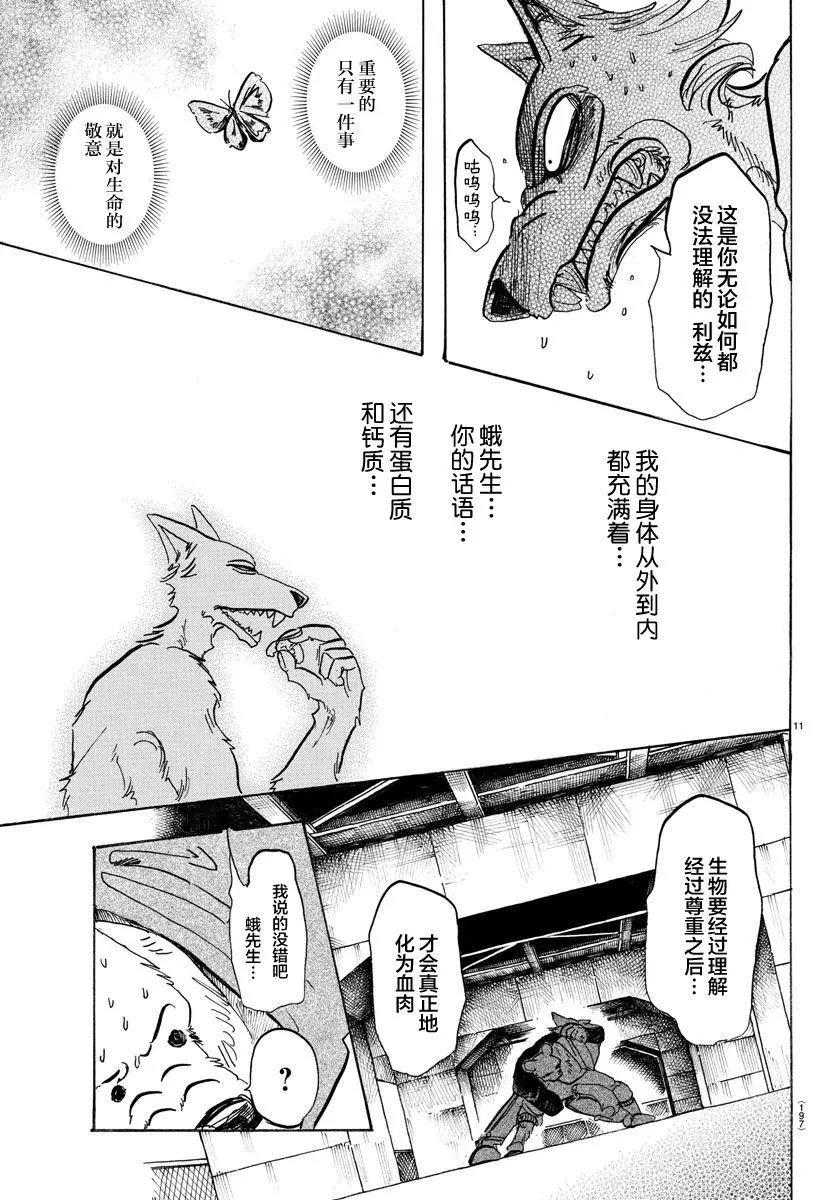 这是你无论如何都
没法理解的 利兹…
咕呜呜呜…
重要的
只有一件事
就是对生命的
敬意
我的身体从外到内
都充满着…
蛾先生…
你的话语…
还有蛋白质
和钙质…
11
生物要经过理解
经过尊重之后…
才会真正地
化为血肉
我说的没错吧
蛾先生…
?
(197)